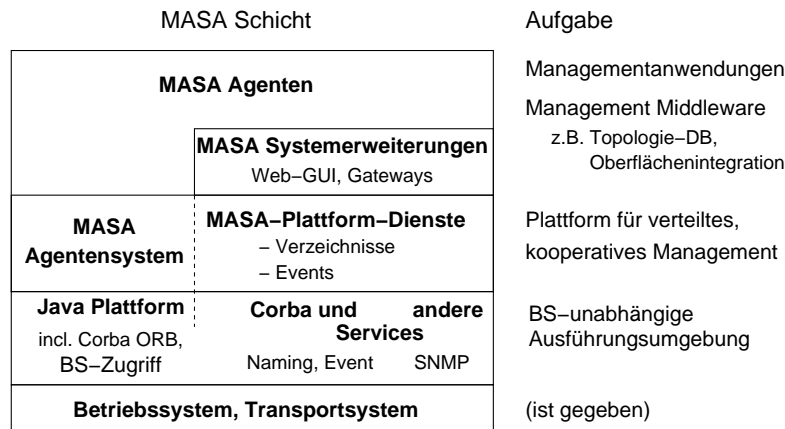 MASA Schicht Aufgabe
MASA Agenten
Managementanwendungen
Management Middleware
z.B. Topologie−DB,
Oberflächenintegration
MASA Systemerweiterungen
Web−GUI, Gateways
MASA
Agentensystem
MASA−Plattform−Dienste
− Verzeichnisse
− Events
Plattform für verteiltes,
kooperatives Management
Java Plattform
incl. Corba ORB,
BS−Zugriff
Corba und andere
Services
Naming, Event SNMP
BS−unabhängige
Ausführungsumgebung
Betriebssystem, Transportsystem
(ist gegeben)